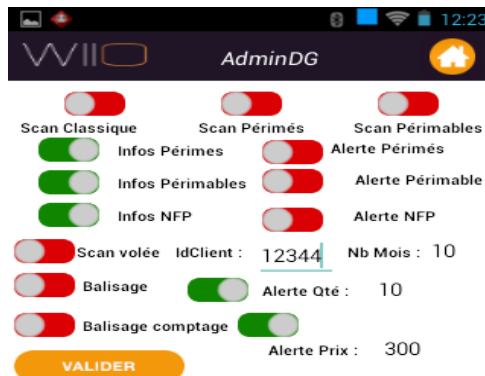 12:23
WIIO AdminDG
Scan Classique Scan Périmés Scan Périmables
Infos Périmes Alerte Périmés
Infos Périmables Alerte Périmable
Infos NFP Alerte NFP
Scan volée IdClient : 12344 Nb Mois : 10
Balisage Alerte Qté : 10
Balisage comptage
Alerte Prix : 300
VALIDER